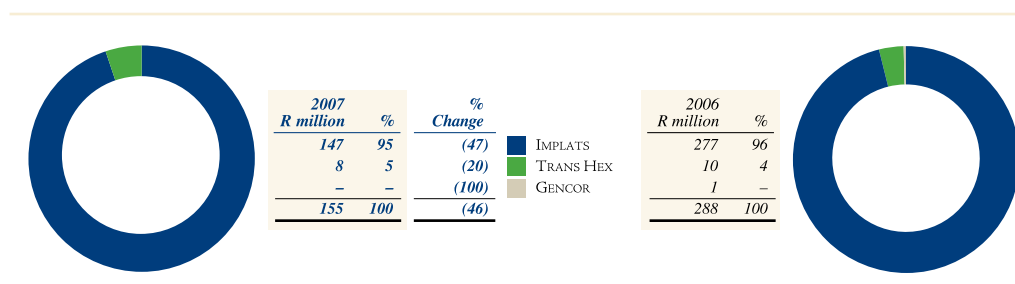 2007 % 2006
R million % Change R million %
147 95 (47) IMPLATS 277 96
8 5 (20) TRANS HEX 10 4
– – (100) GENCOR 1 –
155 100 (46) 288 100